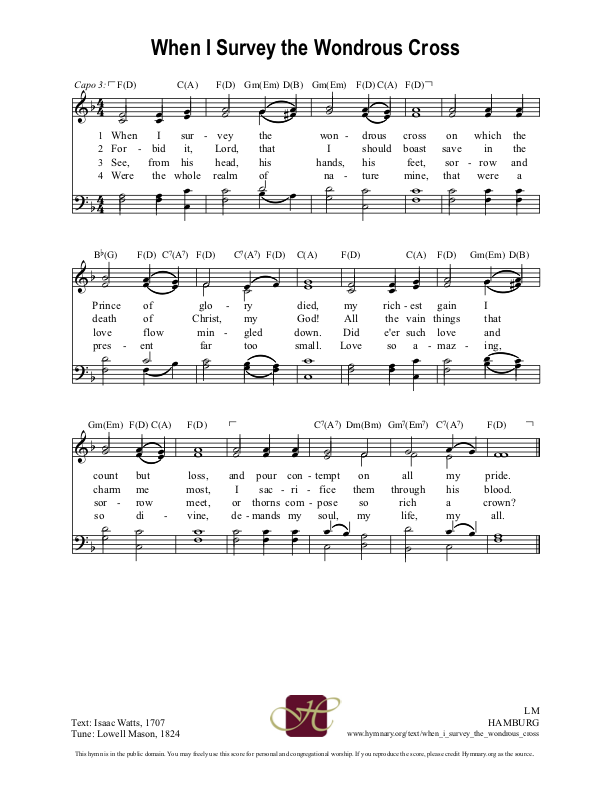 When I Survey the Wondrous Cross
Capo 3: F(D) C(A) F(D) Gm(Em) D(B) Gm(Em) F(D) C(A) F(D)
4 4
1 When I sur - vey the won - drous cross on which the
2 For - bid it, Lord, that I should boast save in the
3 See, from his head, his hands, his feet, sor - row and
4 Were the whole realm of na - ture mine, that were a
4 4
B♭(G) F(D) C7(A7) F(D) C7(A7) F(D) C(A) F(D) C(A) F(D) Gm(Em) D(B)
Prince of glo - ry died, my rich - est gain I
death of Christ, my God! All the vain things that
love flow min - gled down. Did e'er such love and
pres - ent far too small. Love so a - maz - ing,
Gm(Em) F(D) C(A) F(D) C7(A7) Dm(Bm) Gm7(Em7) C7(A7) F(D)
count but loss, and pour con - tempt on all my pride.
charm me most, I sac - ri - fice them through his blood.
sor - row meet, or thorns com - pose so rich a crown?
so di - vine, de - mands my soul, my life, my all.
H
LM
Text: Isaac Watts, 1707 HAMBURG
Tune: Lowell Mason, 1824 www.hymnary.org/text/when_i_survey_the_wondrous_cross
This hymn is in the public domain. You may freely use this score for personal and congregational worship. If you reproduce the score, please credit Hymnary.org as the source.